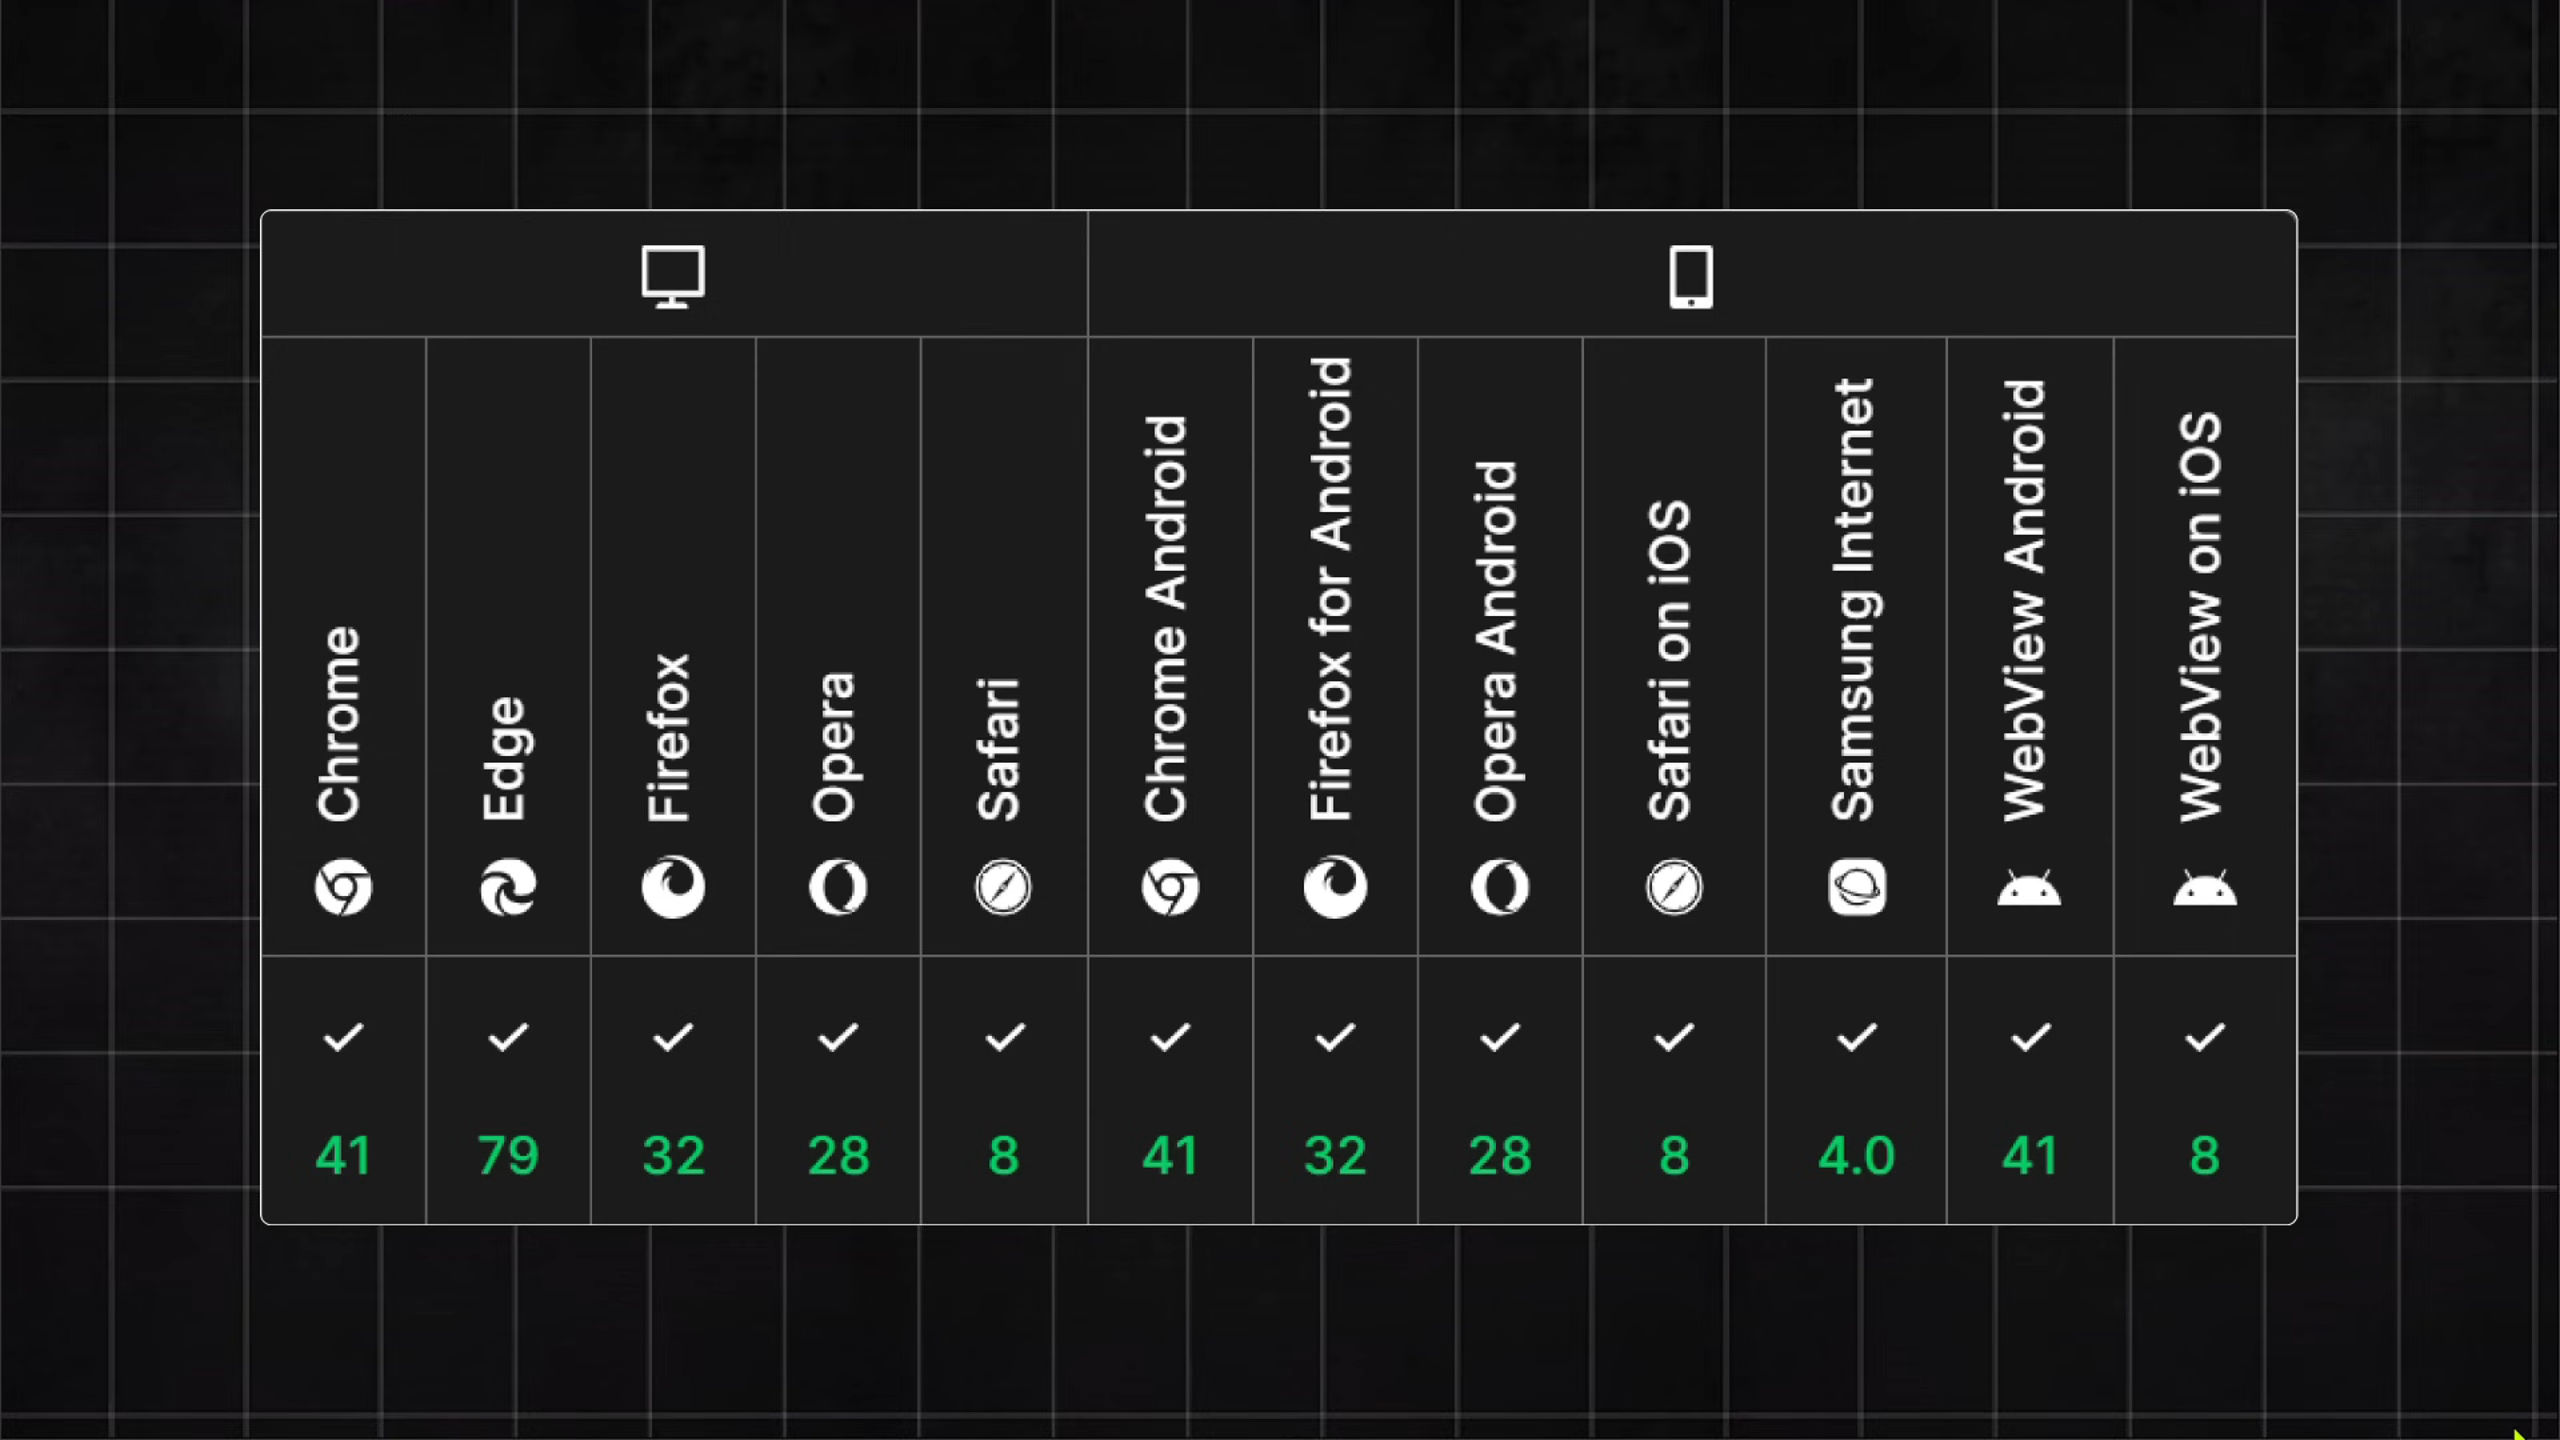 Chrome
Edge
Firefox
Opera
Safari
Chrome Android
Firefox for Android
Opera Android
Safari on iOS
Samsung Internet
WebView Android
WebView on iOS
41
79
32
28
8
41
32
28
8
4.0
41
8